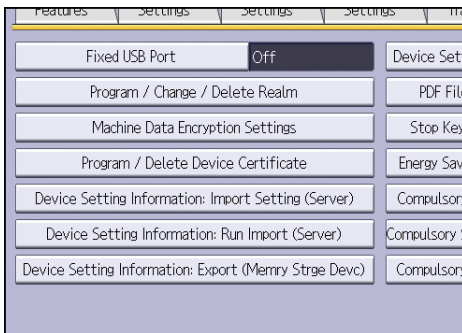 Features Settings Settings Settings
Fixed USB Port Off Device Set
Program / Change / Delete Realm PDF Fil
Machine Data Encryption Settings Stop Key
Program / Delete Device Certificate Energy Sav
Device Setting Information: Import Setting (Server) Compulsor
Device Setting Information: Run Import (Server) Compulsory
Device Setting Information: Export (Memry Strge Devc) Compulsor